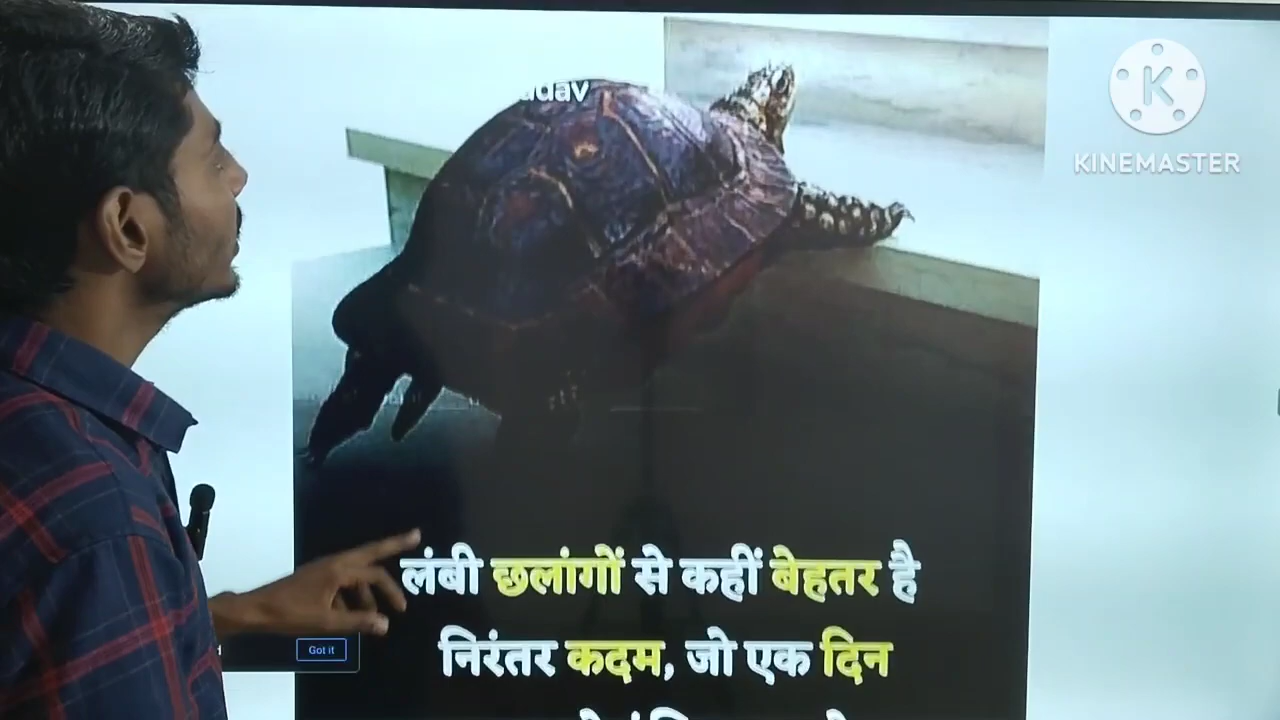 KINEMASTER
लंबी छलांगों से कहीं बेहतर है
निरंतर कदम, जो एक दिन
Got it